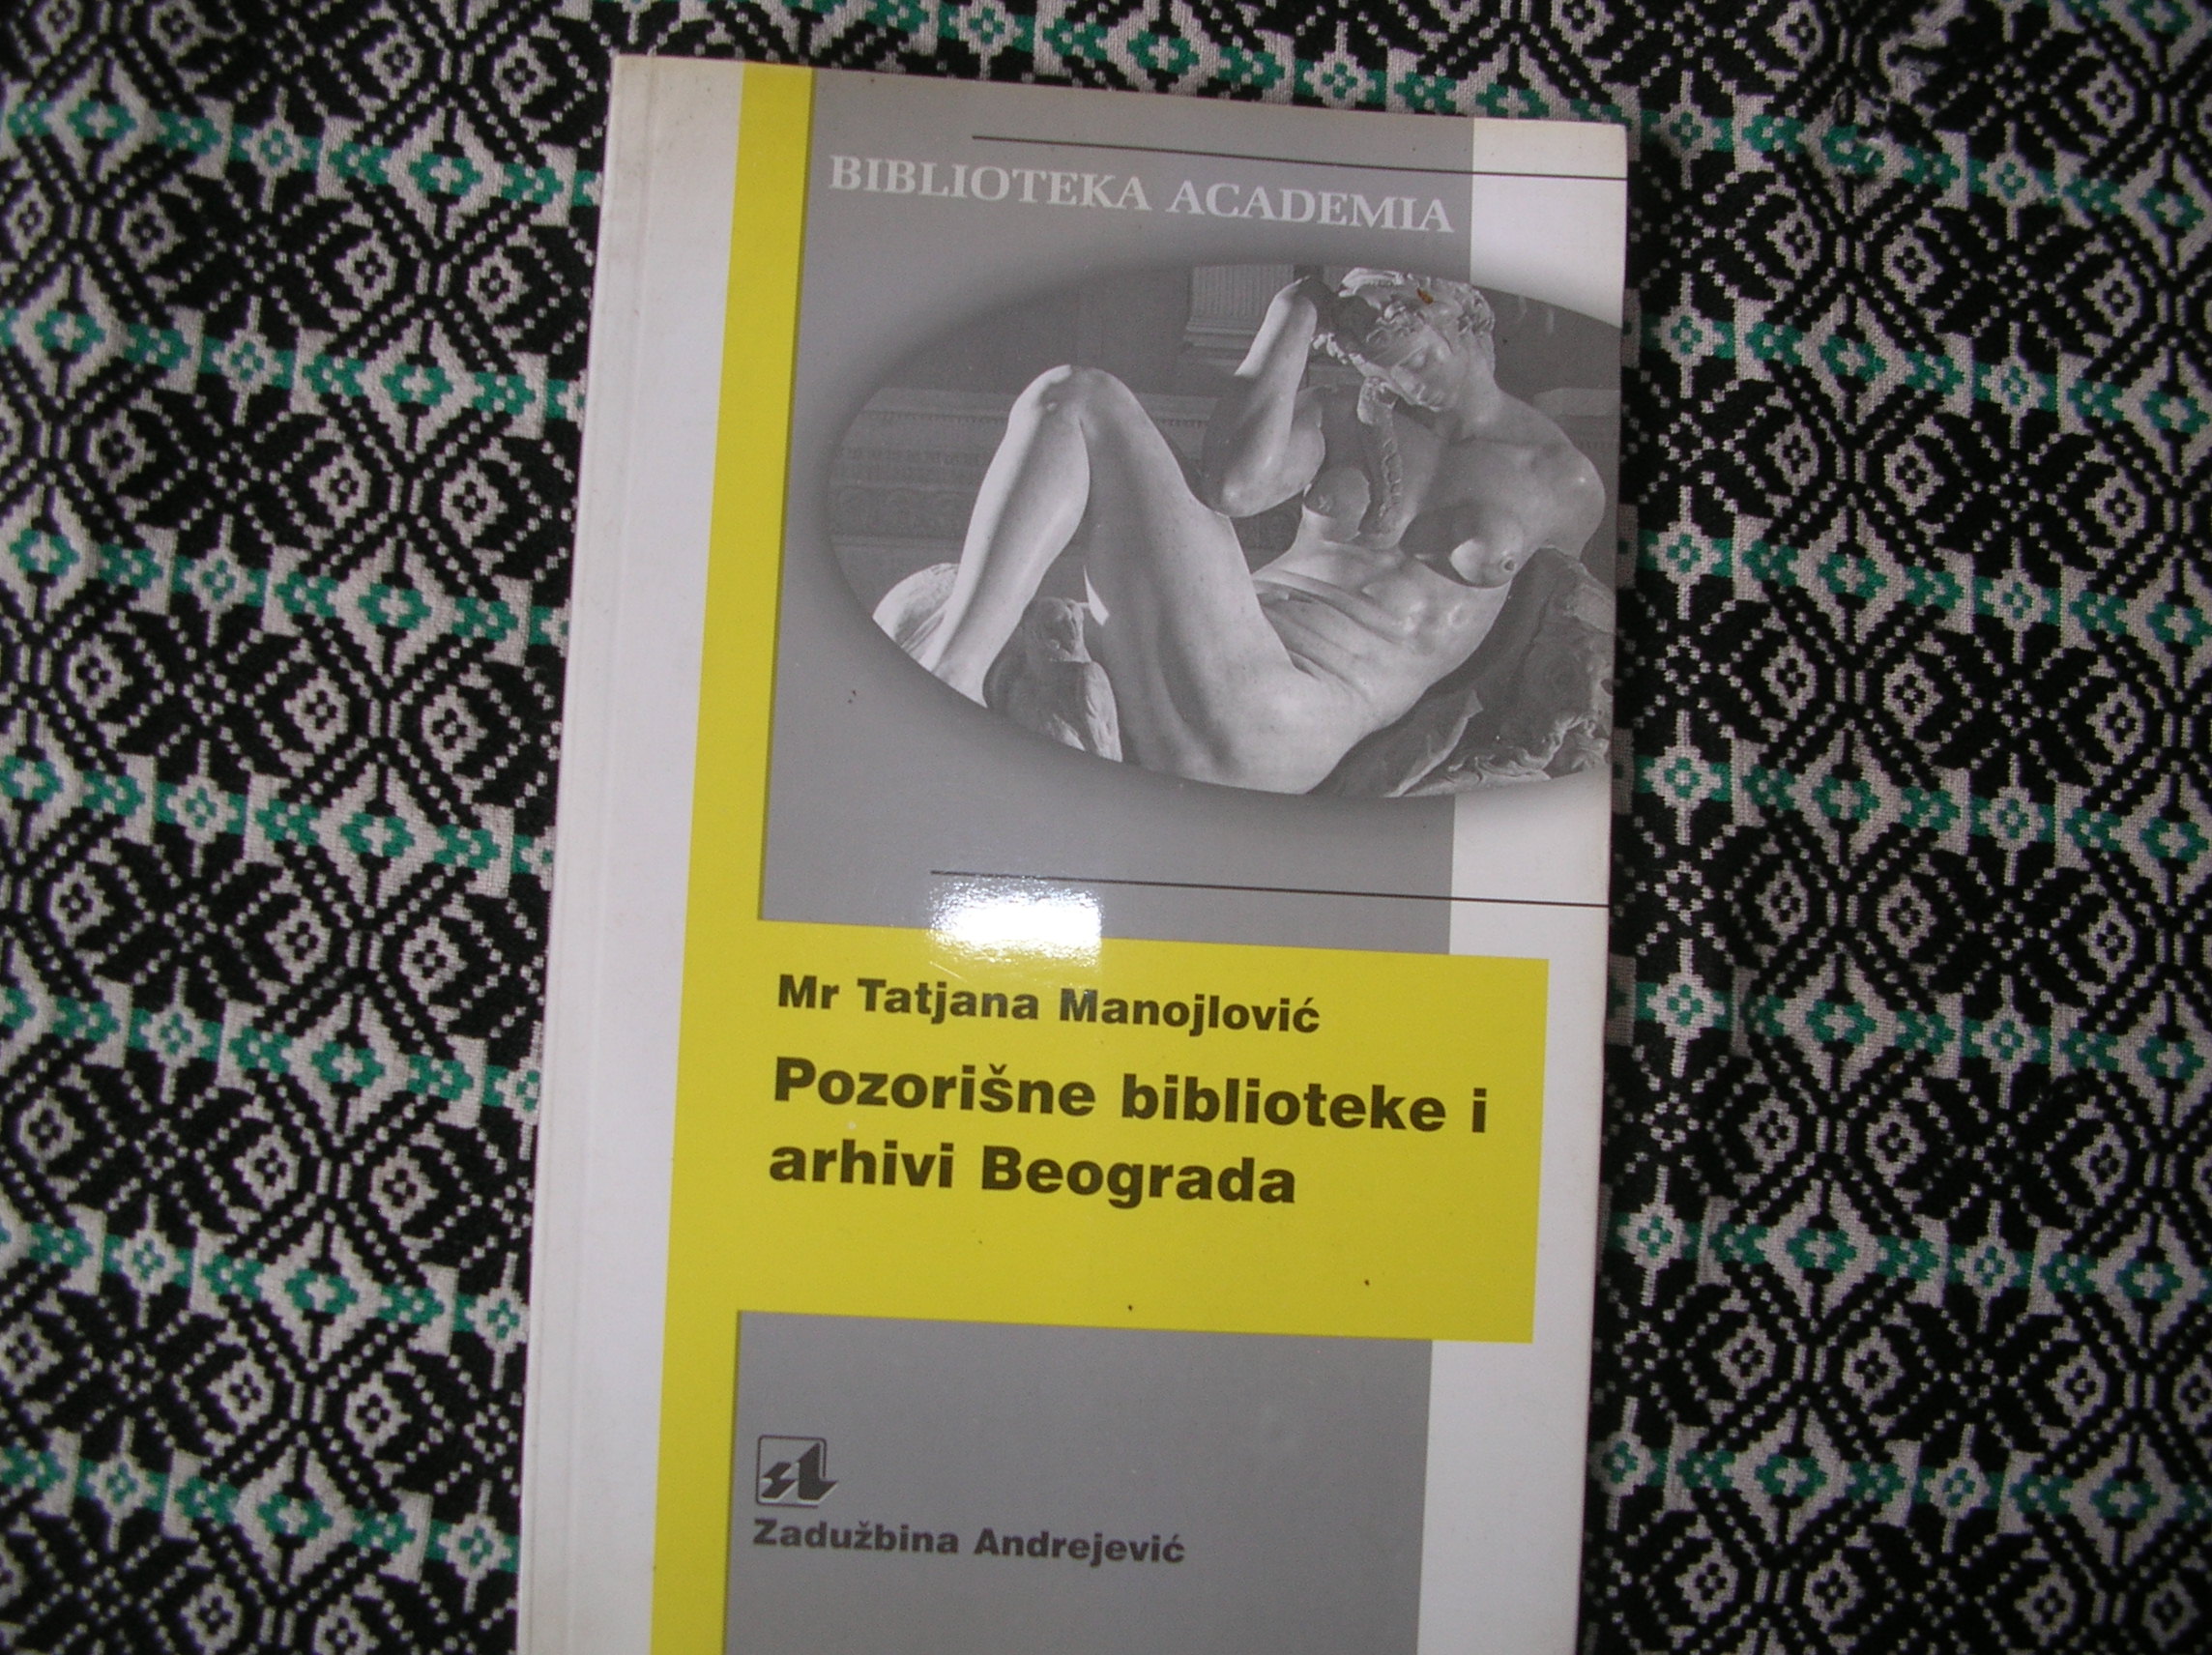 BIBLIOTEKA ACADEMIA
Mr Tatjana Manojlović
Pozorišne biblioteke i
arhivi Beograda
Zadužbina Andrejević